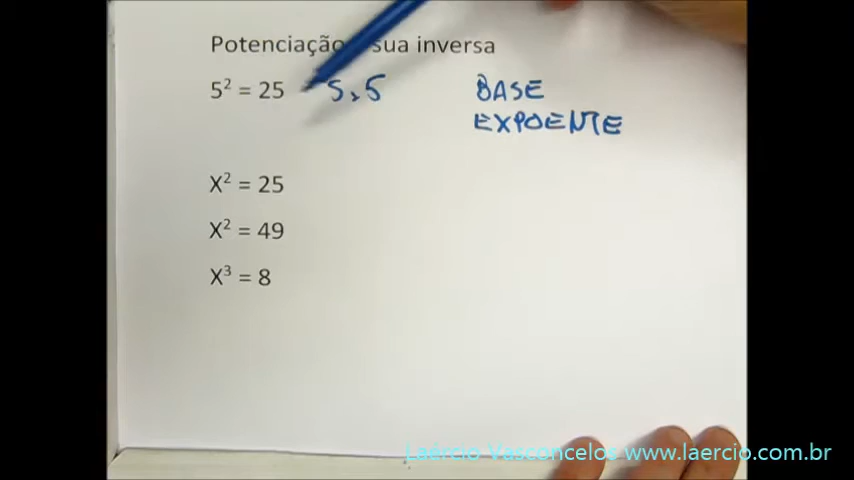 Potenciação sua inversa
5² = 25 5.5
BASE
EXPOENTE
X² = 25
X² = 49
X³ = 8
Laércio Vasconcelos www.laercio.com.br